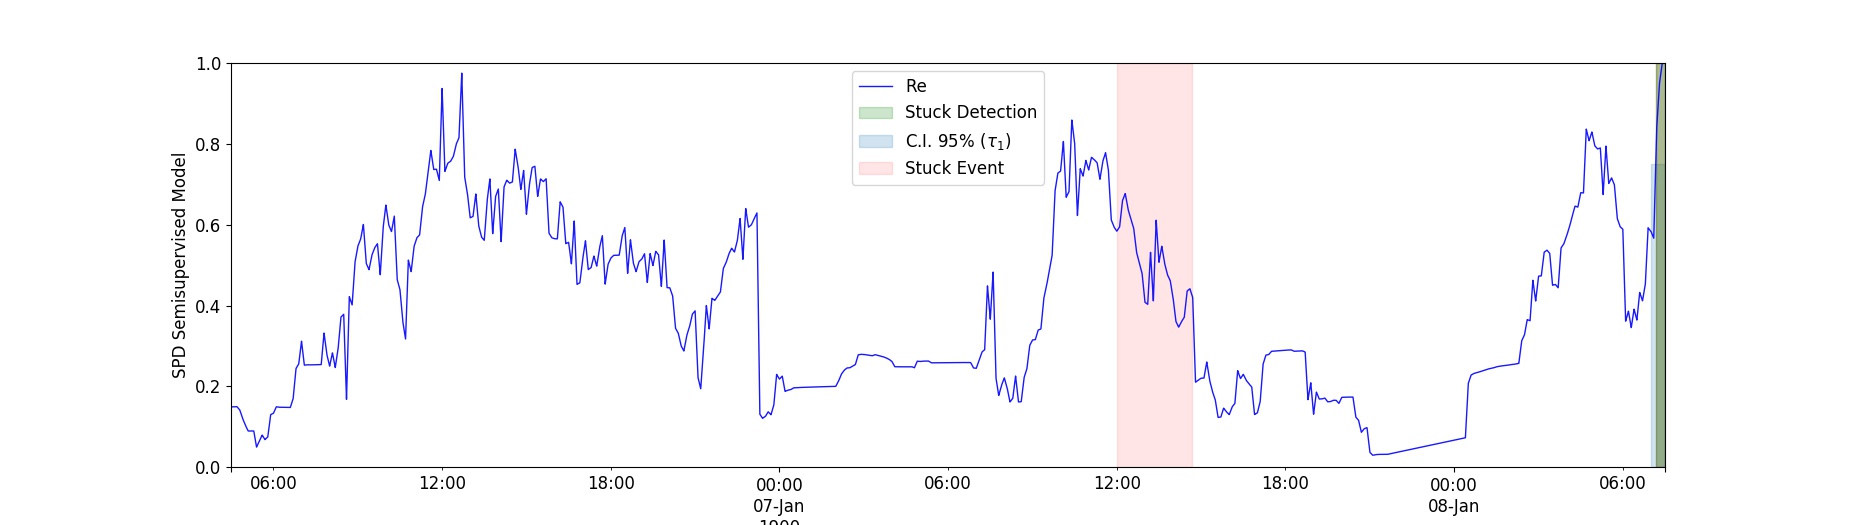 SPD Semisupervised Model
1.0
0.8
0.6
0.4
0.2
0.0
Re
Stuck Detection
C.I. 95% (τ₁)
Stuck Event
06:00
12:00
18:00
00:00
07-Jan
1900
06:00
12:00
18:00
00:00
08-Jan
06:00